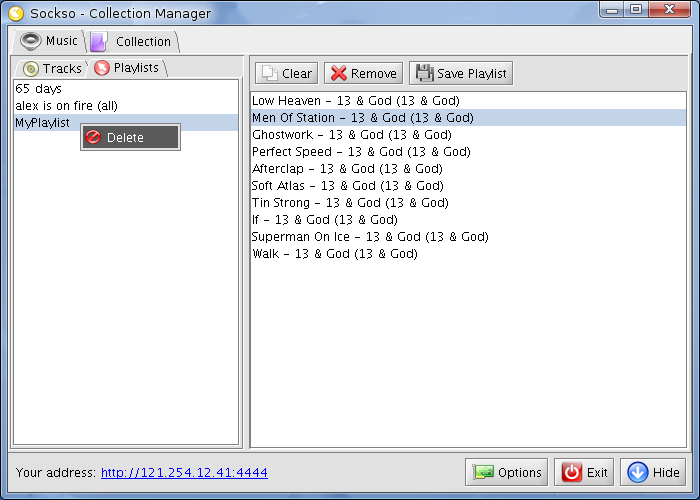 Sockso - Collection Manager
Music Collection
Tracks Playlists
65 days
alex is on fire (all)
MyPlaylist
Delete
Clear Remove Save Playlist
Low Heaven - 13 & God (13 & God)
Men Of Station - 13 & God (13 & God)
Ghostwork - 13 & God (13 & God)
Perfect Speed - 13 & God (13 & God)
Afterclap - 13 & God (13 & God)
Soft Atlas - 13 & God (13 & God)
Tin Strong - 13 & God (13 & God)
If - 13 & God (13 & God)
Superman On Ice - 13 & God (13 & God)
Walk - 13 & God (13 & God)
Your address: http://121.254.12.41:4444
Options Exit Hide